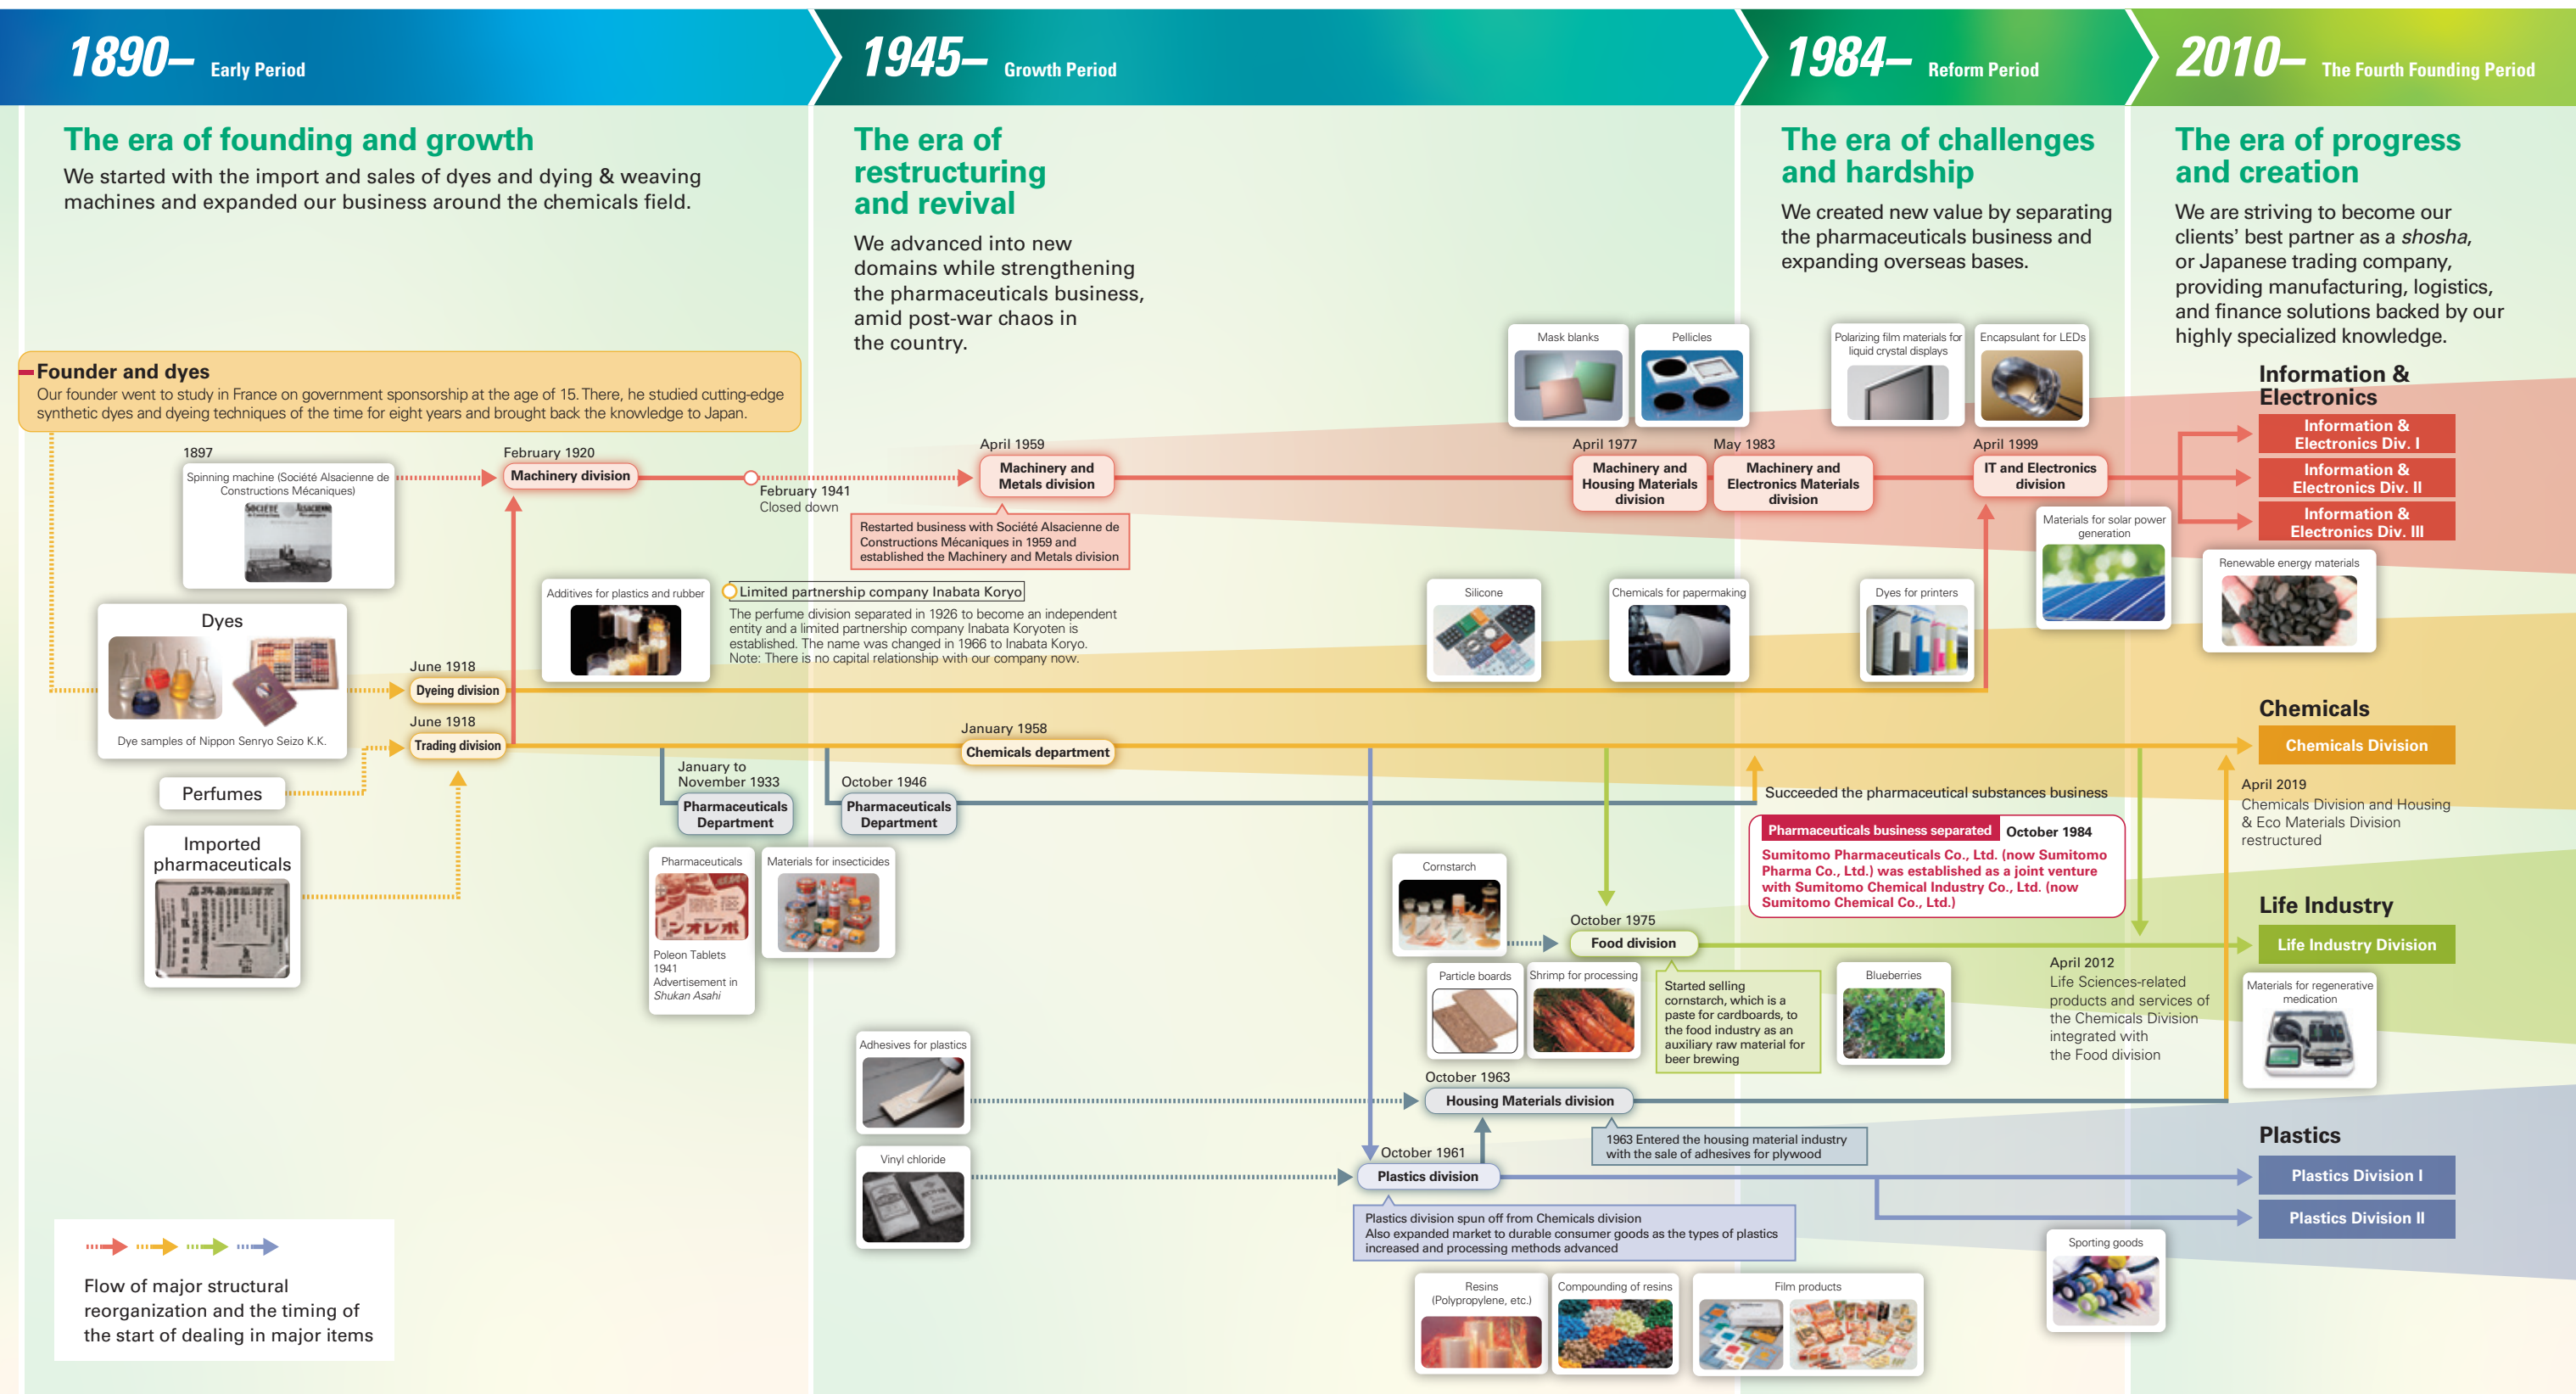 1890– Early Period
1945– Growth Period
1984– Reform Period
2010– The Fourth Founding Period
The era of founding and growth
We started with the import and sales of dyes and dying & weaving
machines and expanded our business around the chemicals field.
The era of
restructuring
and revival
We advanced into new
domains while strengthening
the pharmaceuticals business,
amid post-war chaos in
the country.
The era of challenges
and hardship
We created new value by separating
the pharmaceuticals business and
expanding overseas bases.
The era of progress
and creation
We are striving to become our
clients' best partner as a shosha,
or Japanese trading company,
providing manufacturing, logistics,
and finance solutions backed by our
highly specialized knowledge.
Founder and dyes
Our founder went to study in France on government sponsorship at the age of 15. There, he studied cutting-edge
synthetic dyes and dyeing techniques of the time for eight years and brought back the knowledge to Japan.
Mask blanks
Pellicles
Polarizing film materials for
liquid crystal displays
Encapsulant for LEDs
Information &
Electronics
Information &
Electronics Div. I
Information &
Electronics Div. II
Information &
Electronics Div. III
1897
Spinning machine (Société Alsacienne de
Constructions Mécaniques)
SOCIÉTÉ ALSACIENNE
February 1920
Machinery division
February 1941
Closed down
April 1959
Machinery and
Metals division
Restarted business with Société Alsacienne de
Constructions Mécaniques in 1959 and
established the Machinery and Metals division
April 1977
Machinery and
Housing Materials
division
May 1983
Machinery and
Electronics Materials
division
April 1999
IT and Electronics
division
Materials for solar power
generation
Renewable energy materials
Dyes
Dye samples of Nippon Senryo Seizo K.K.
Additives for plastics and rubber
Limited partnership company Inabata Koryo
The perfume division separated in 1926 to become an independent
entity and a limited partnership company Inabata Koryoten is
established. The name was changed in 1966 to Inabata Koryo.
Note: There is no capital relationship with our company now.
Silicone
Chemicals for papermaking
Dyes for printers
June 1918
Dyeing division
June 1918
Trading division
January 1958
Chemicals department
Chemicals
Chemicals Division
Perfumes
Imported
pharmaceuticals
January to
November 1933
Pharmaceuticals
Department
October 1946
Pharmaceuticals
Department
Succeeded the pharmaceutical substances business
Pharmaceuticals business separated October 1984
Sumitomo Pharmaceuticals Co., Ltd. (now Sumitomo
Pharma Co., Ltd.) was established as a joint venture
with Sumitomo Chemical Industry Co., Ltd. (now
Sumitomo Chemical Co., Ltd.)
April 2019
Chemicals Division and Housing
& Eco Materials Division
restructured
Pharmaceuticals
ンオレポ
Poleon Tablets
1941
Advertisement in
Shukan Asahi
Materials for insecticides
Cornstarch
October 1975
Food division
Life Industry
Life Industry Division
Particle boards
Shrimp for processing
Started selling
cornstarch, which is a
paste for cardboards, to
the food industry as an
auxiliary raw material for
beer brewing
Blueberries
April 2012
Life Sciences-related
products and services of
the Chemicals Division
integrated with
the Food division
Materials for regenerative
medication
Adhesives for plastics
October 1963
Housing Materials division
1963 Entered the housing material industry
with the sale of adhesives for plywood
Vinyl chloride
October 1961
Plastics division
Plastics division spun off from Chemicals division
Also expanded market to durable consumer goods as the types of plastics
increased and processing methods advanced
Plastics
Plastics Division I
Plastics Division II
Sporting goods
Resins
(Polypropylene, etc.)
Compounding of resins
Film products
Flow of major structural
reorganization and the timing of
the start of dealing in major items